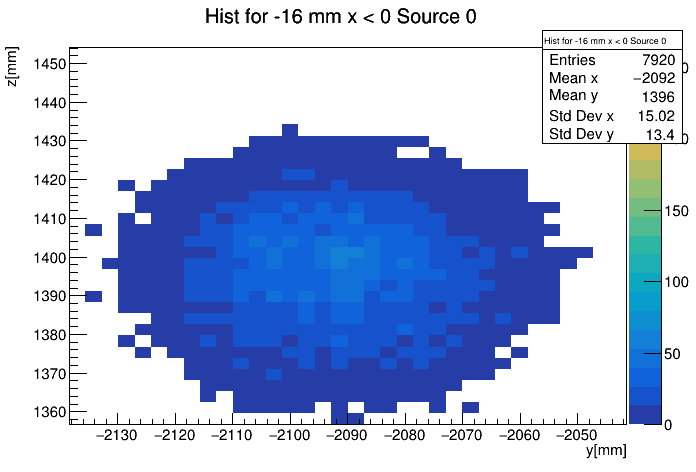 Hist for -16 mm x < 0 Source 0
Hist for -16 mm x < 0 Source 0
Entries 7920
Mean x −2092
Mean y 1396
Std Dev x 15.02
Std Dev y 13.4
z[mm]
1450
1440
1430
1420
1410
1400
1390
1380
1370
1360
−2130 −2120 −2110 −2100 −2090 −2080 −2070 −2060 −2050
y[mm]
150
100
50
0